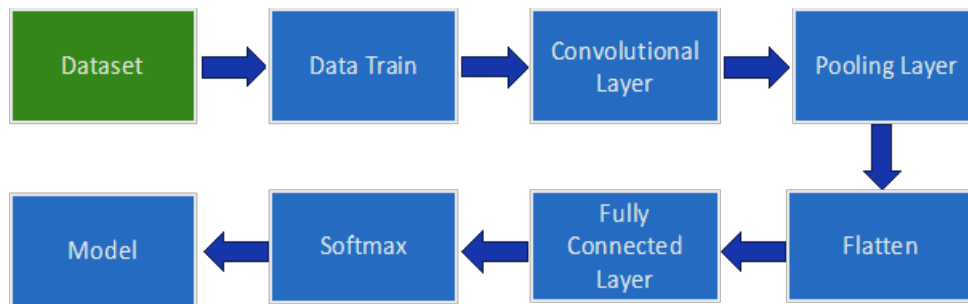 Dataset
Data Train
Convolutional
Layer
Pooling Layer
Flatten
Fully
Connected
Layer
Softmax
Model